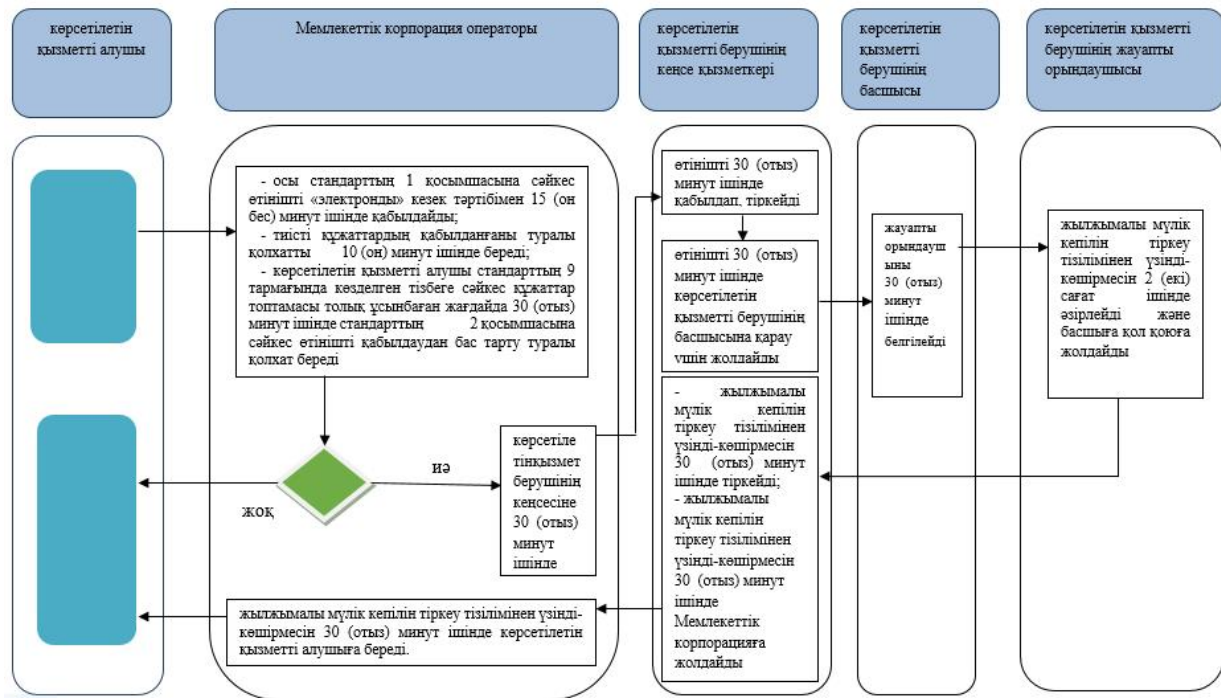 көрсетілетін
қызметті алушы
Мемлекеттік корпорация операторы
көрсетілетін
қызметті берушінің
кеңсе қызметкері
көрсетілетін
қызметті
берушінің
басшысы
көрсетілетін қызметті
берушінің жауапты
орындаушысы
- осы стандарттың 1 қосымшасына сәйкес
өтінішті «электронды» кезек тәртібімен 15 (он
бес) минут ішінде қабылдайды;
- тиісті құжаттардың қабылданғаны туралы
қолхатты 10 (он) минут ішінде береді;
- көрсетілетін қызметті алушы стандарттың 9
тармағында көзделген тізбеге сәйкес құжаттар
топтамасы толық ұсынбаған жағдайда 30 (отыз)
минут ішінде стандарттың 2 қосымшасына
сәйкес өтінішті қабылдаудан бас тарту туралы
қолхат береді
иә
жоқ
көрсетіле
тінқызмет
берушінің
кеңсесіне
30 (отыз)
минут
ішінде
жылжымалы мүлік кепілін тіркеу тізілімінен үзінді-
көшірмесін 30 (отыз) минут ішінде көрсетілетін
қызметті алушыға береді.
өтінішті 30 (отыз)
минут ішінде
қабылдап, тіркейді
өтінішті 30 (отыз)
минут ішінде
көрсетілетін
қызметті берушінің
басшысына қарау
үшін жолдайды
- жылжымалы
мүлік кепілін
тіркеу тізілімінен
үзінді-көшірмесін
30 (отыз) минут
ішінде тіркейді;
- жылжымалы
мүлік кепілін
тіркеу тізілімінен
үзінді-көшірмесін
30 (отыз) минут
ішінде
Мемлекеттік
корпорацияға
жолдайды
жауапты
орындауш
ыны
30 (отыз)
минут
ішінде
белгілейді
жылжымалы мүлік
кепілін тіркеу
тізілімінен үзінді-
көшірмесін 2 (екі)
сағат ішінде
әзірлейді және
басшыға қол қоюға
жолдайды